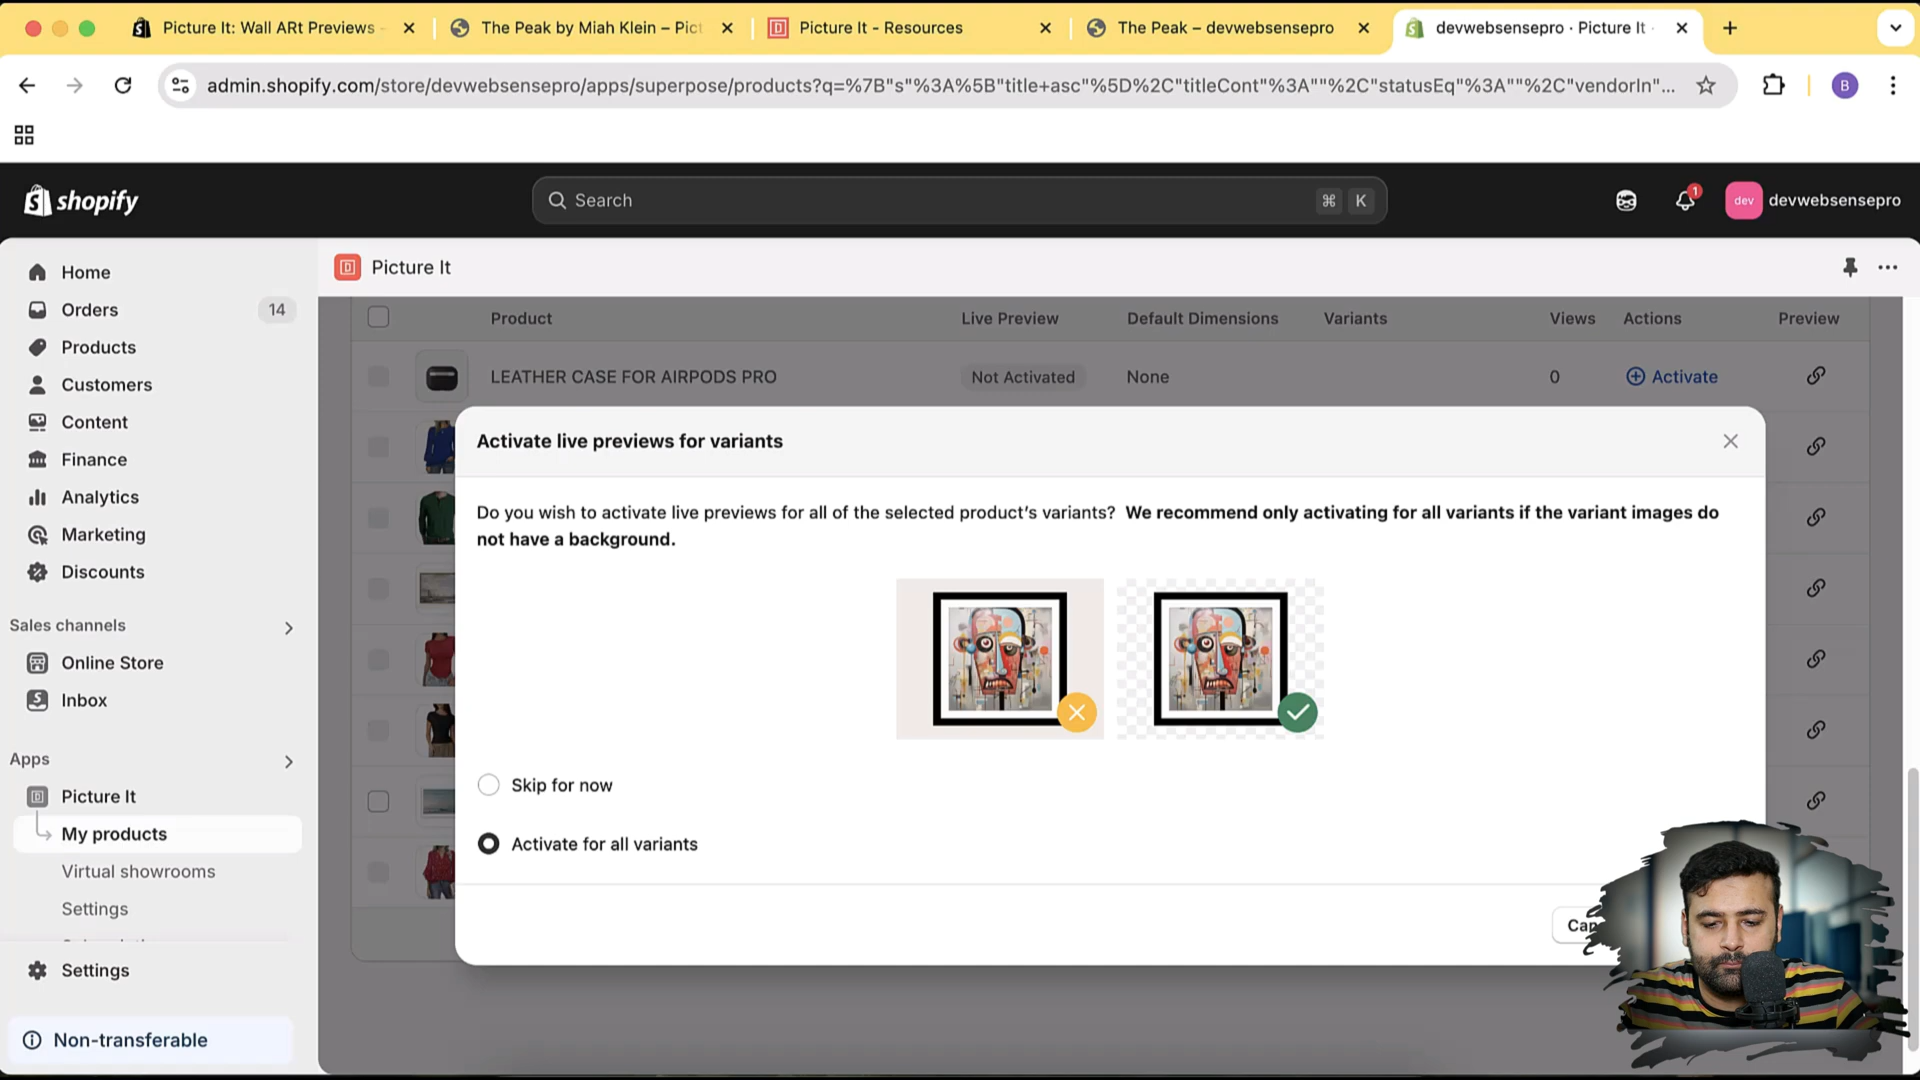 Picture It: Wall ARt Previews -
The Peak by Miah Klein – Pict
Picture It - Resources
The Peak – devwebsensepro
devwebsensepro · Picture It ·
admin.shopify.com/store/devwebsensepro/apps/superpose/products?q=%7B"s"%3A%5B"title+asc"%5D%2C"titleCont"%3A""%2C"statusEq"%3A""%2C"vendorIn"...
B
shopify
Search
⌘ K
1
dev
devwebsensepro
Home
Orders
14
Products
Customers
Content
Finance
Analytics
Marketing
Discounts
Sales channels
Online Store
Inbox
Apps
Picture It
My products
Virtual showrooms
Settings
Settings
Non-transferable
Picture It
Product
Live Preview
Default Dimensions
Variants
Views
Actions
Preview
LEATHER CASE FOR AIRPODS PRO
Not Activated
None
0
Activate
Activate live previews for variants
Do you wish to activate live previews for all of the selected product's variants? We recommend only activating for all variants if the variant images do
not have a background.
Skip for now
Activate for all variants